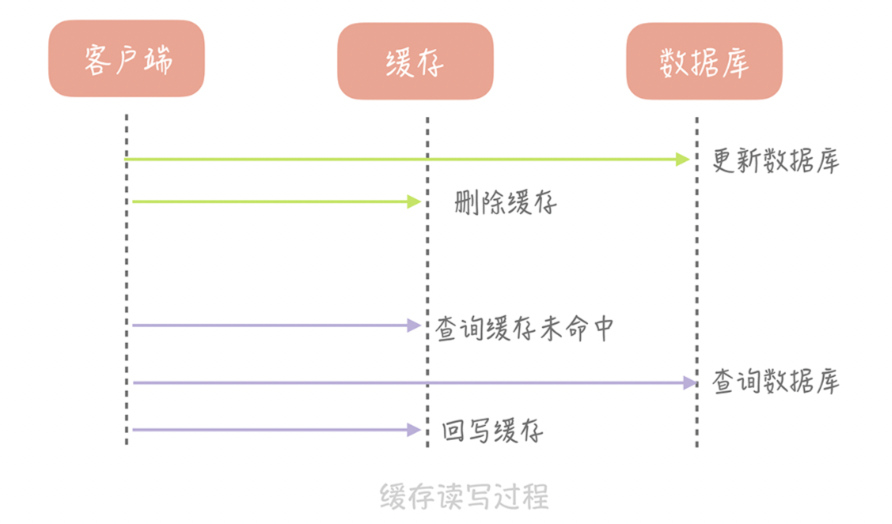 客户端
缓存
数据库
更新数据库
删除缓存
查询缓存未命中
查询数据库
回写缓存
缓存读写过程